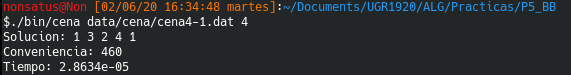 nonsatus@Non [02/06/20 16:34:48 martes]:~/Documents/UGR1920/ALG/Practicas/P5_BB
$./bin/cena data/cena/cena4-1.dat 4
Solucion: 1 3 2 4 1
Conveniencia: 460
Tiempo: 2.8634e-05